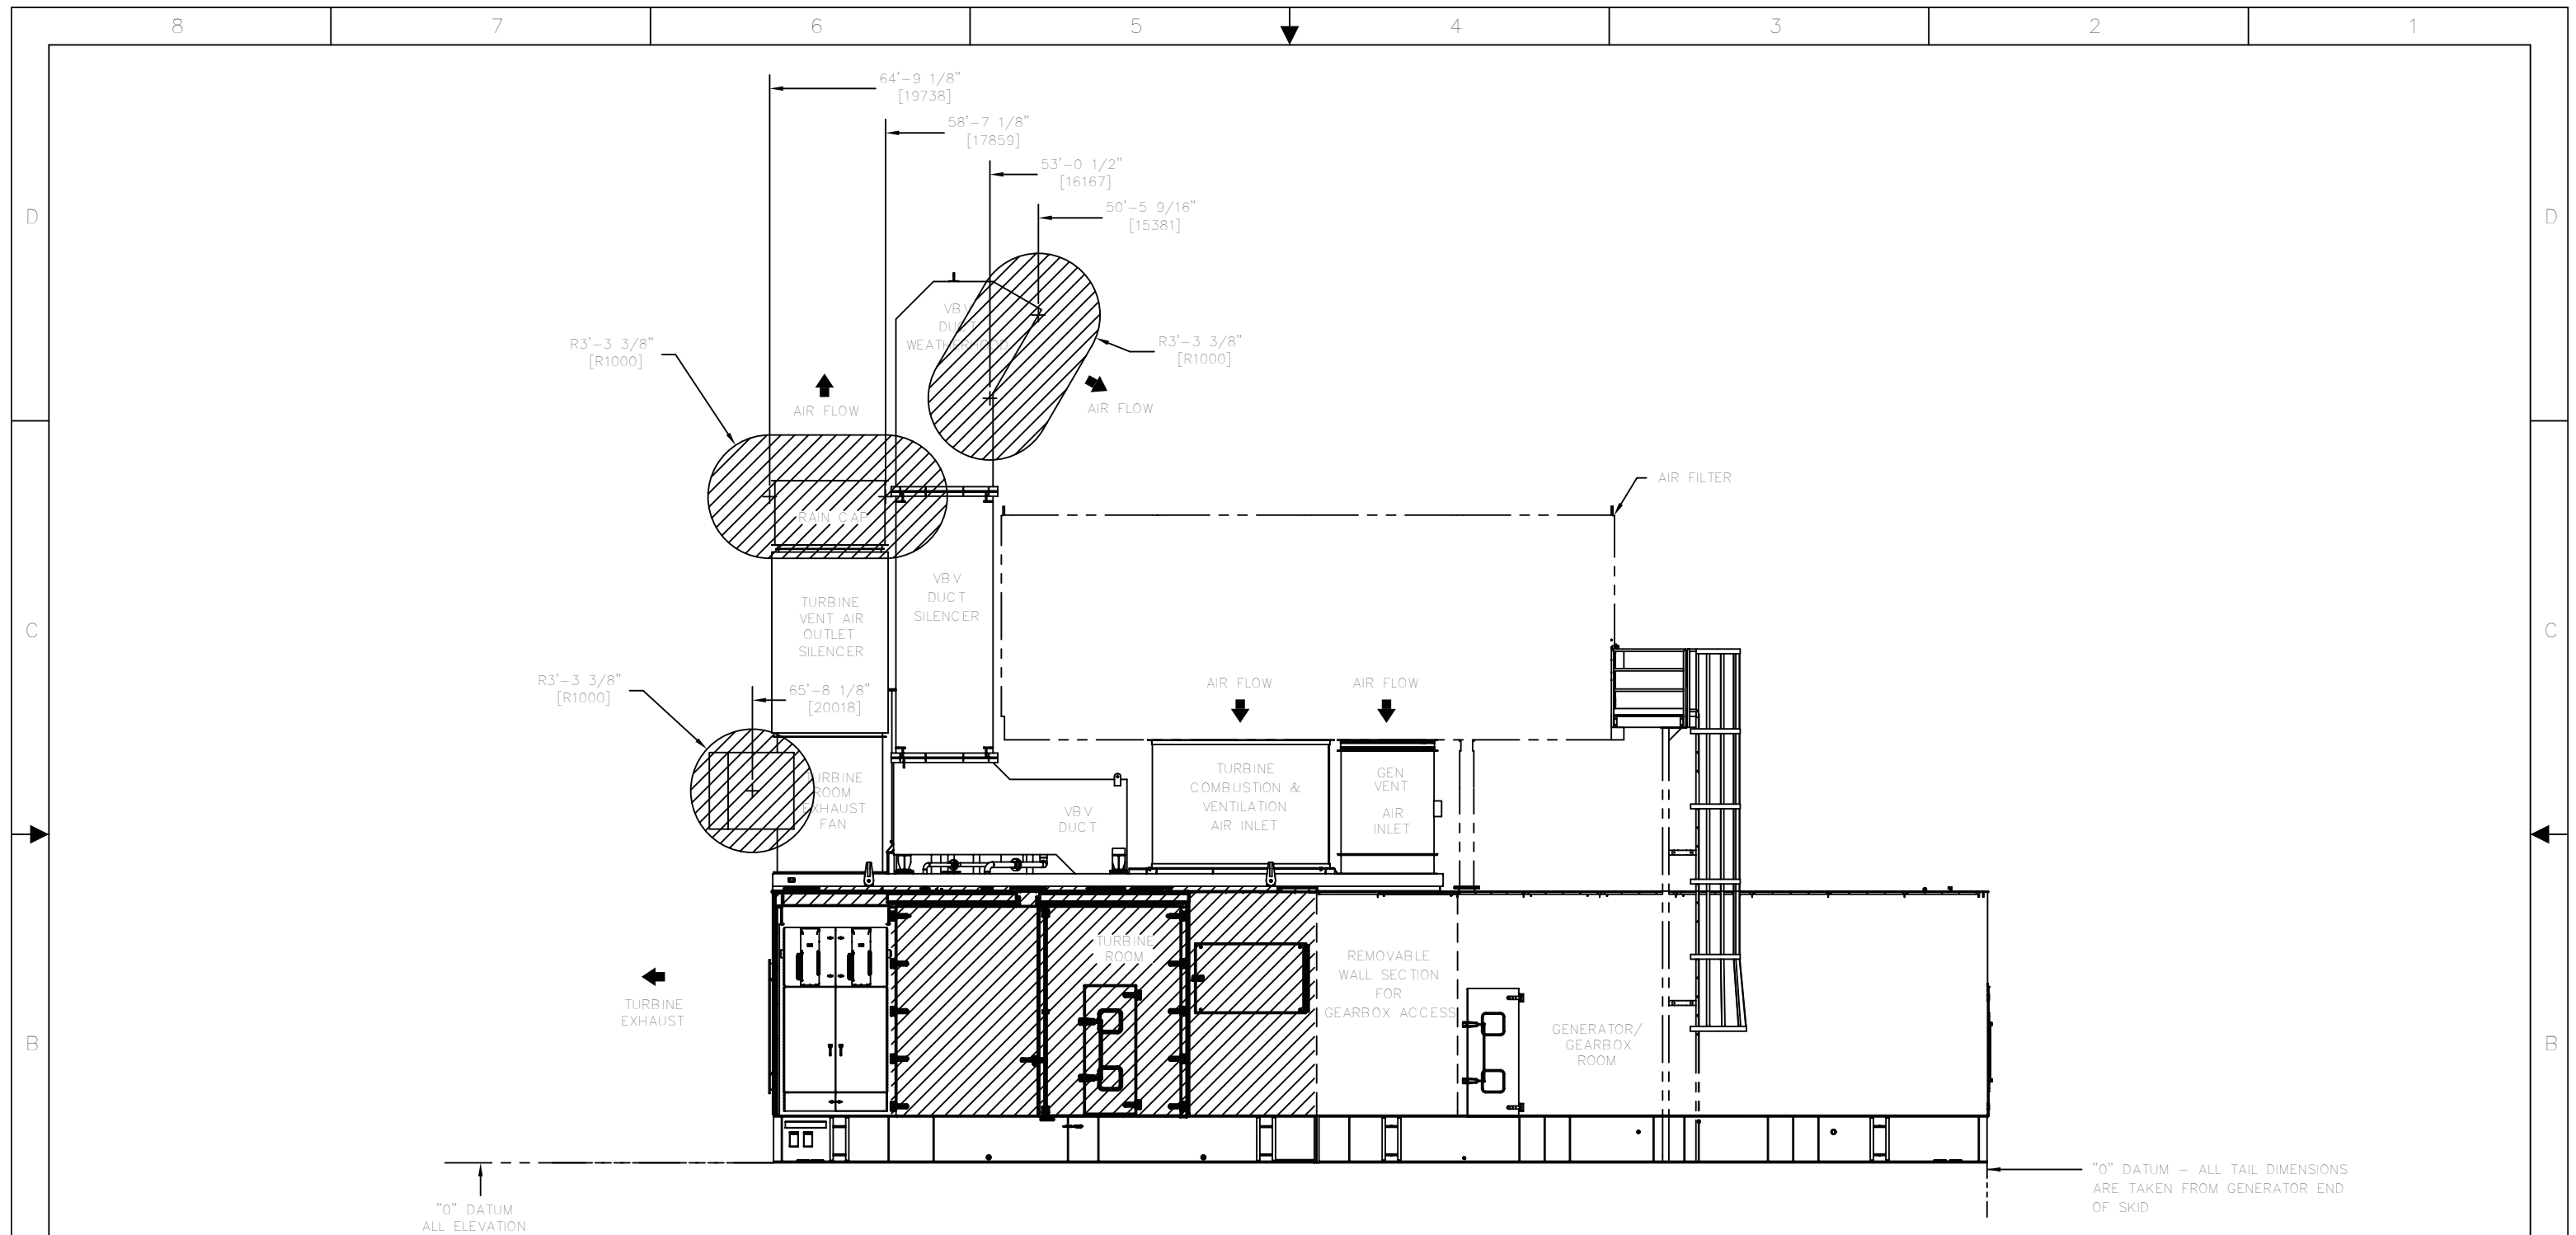 8 7 6 5 4 3 2 1
64'-9 1/8"
[19738]
58'-7 1/8"
[17859]
53'-0 1/2"
[16167]
50'-5 9/16"
[15381]
D
D
VBV
DUCT
WEATHERHOOD
R3'-3 3/8"
[R1000]
R3'-3 3/8"
[R1000]
AIR FLOW
AIR FLOW
AIR FILTER
RAIN CAP
VBV
DUCT
SILENCER
TURBINE
VENT AIR
OUTLET
SILENCER
C
C
R3'-3 3/8"
[R1000]
65'-8 1/8"
[20018]
AIR FLOW
AIR FLOW
TURBINE
ROOM
EXHAUST
FAN
VBV
DUCT
TURBINE
COMBUSTION &
VENTILATION
AIR INLET
GEN
VENT
AIR
INLET
TURBINE
ROOM
REMOVABLE
WALL SECTION
FOR
GEARBOX ACCESS
TURBINE
EXHAUST
GENERATOR/
GEARBOX
ROOM
B
B
"0" DATUM
ALL ELEVATION
"0" DATUM - ALL TAIL DIMENSIONS
ARE TAKEN FROM GENERATOR END
OF SKID